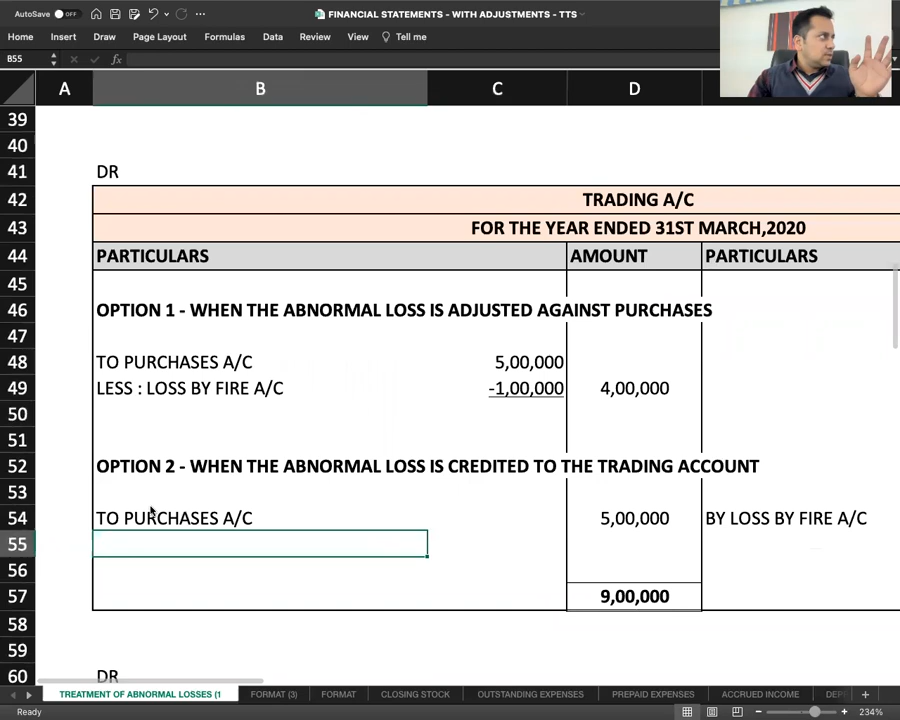 AutoSave OFF
FINANCIAL STATEMENTS - WITH ADJUSTMENTS - TTS
Home Insert Draw Page Layout Formulas Data Review View Tell me
B55 fx
A B C D
39
40
41 DR
42 TRADING A/C
43 FOR THE YEAR ENDED 31ST MARCH,2020
44 PARTICULARS AMOUNT PARTICULARS
45
46 OPTION 1 - WHEN THE ABNORMAL LOSS IS ADJUSTED AGAINST PURCHASES
47
48 TO PURCHASES A/C 5,00,000
49 LESS : LOSS BY FIRE A/C -1,00,000 4,00,000
50
51
52 OPTION 2 - WHEN THE ABNORMAL LOSS IS CREDITED TO THE TRADING ACCOUNT
53
54 TO PURCHASES A/C 5,00,000 BY LOSS BY FIRE A/C
55
56
57 9,00,000
58
59
60 DR
TREATMENT OF ABNORMAL LOSSES (1 FORMAT (3) FORMAT CLOSING STOCK OUTSTANDING EXPENSES PREPAID EXPENSES ACCRUED INCOME DEP
Ready 234%